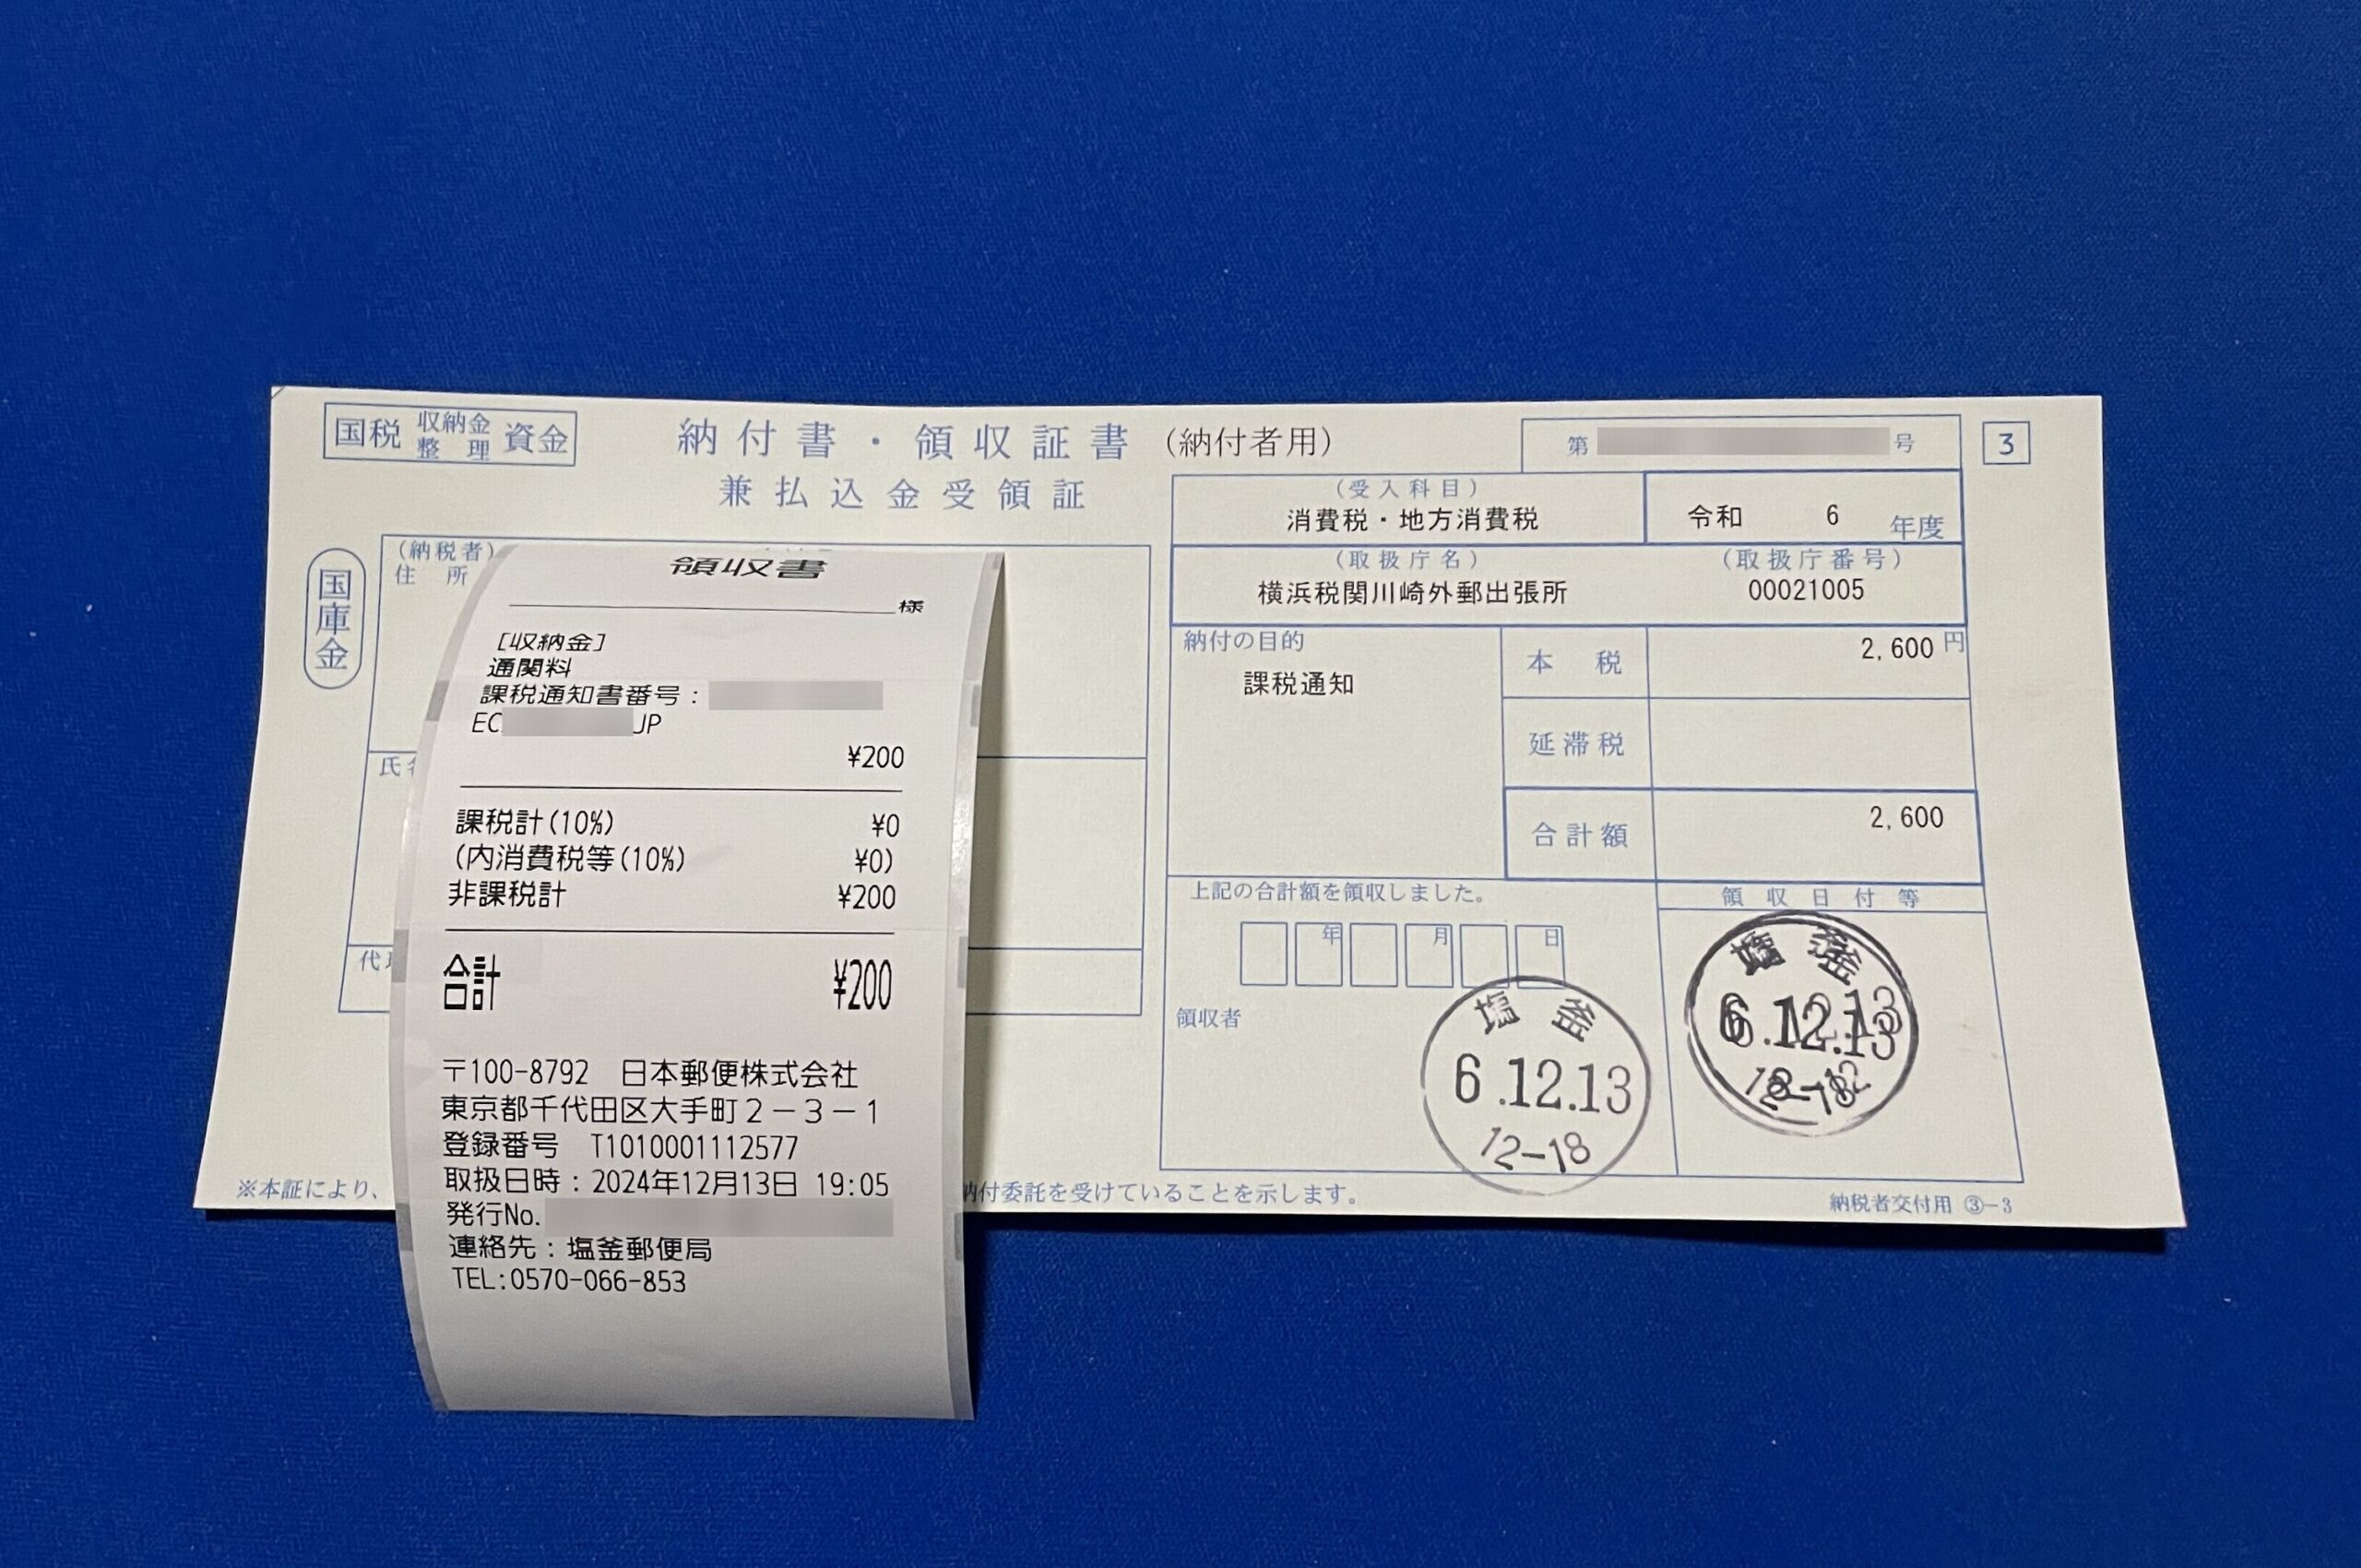 国税 収納金整理 資金
納付書・領収証書 (納付者用)
兼払込金受領証
第 号
3
(受入科目)
消費税・地方消費税
令和 6 年度
(取扱庁名)
横浜税関川崎外郵出張所
(取扱庁番号)
00021005
国庫金
(納税者)
住 所
納付の目的
課税通知
本 税 2,600 円
延滞税
合計額 2,600
上記の合計額を領収しました。
年 月 日
領収者
領収日付等
塩釜
6.12.13
12-18
塩釜
6.12.13
※本証により、
付委託を受けていることを示します。
納税者交付用 ③-3
領収書
様
[収納金]
通関料
課税通知書番号:
EC JP
¥200
課税計(10%) ¥0
(内消費税等(10%) ¥0)
非課税計 ¥200
合計 ¥200
〒100-8792 日本郵便株式会社
東京都千代田区大手町2-3-1
登録番号 T1010001112577
取扱日時:2024年12月13日 19:05
発行No.
連絡先:塩釜郵便局
TEL:0570-066-853